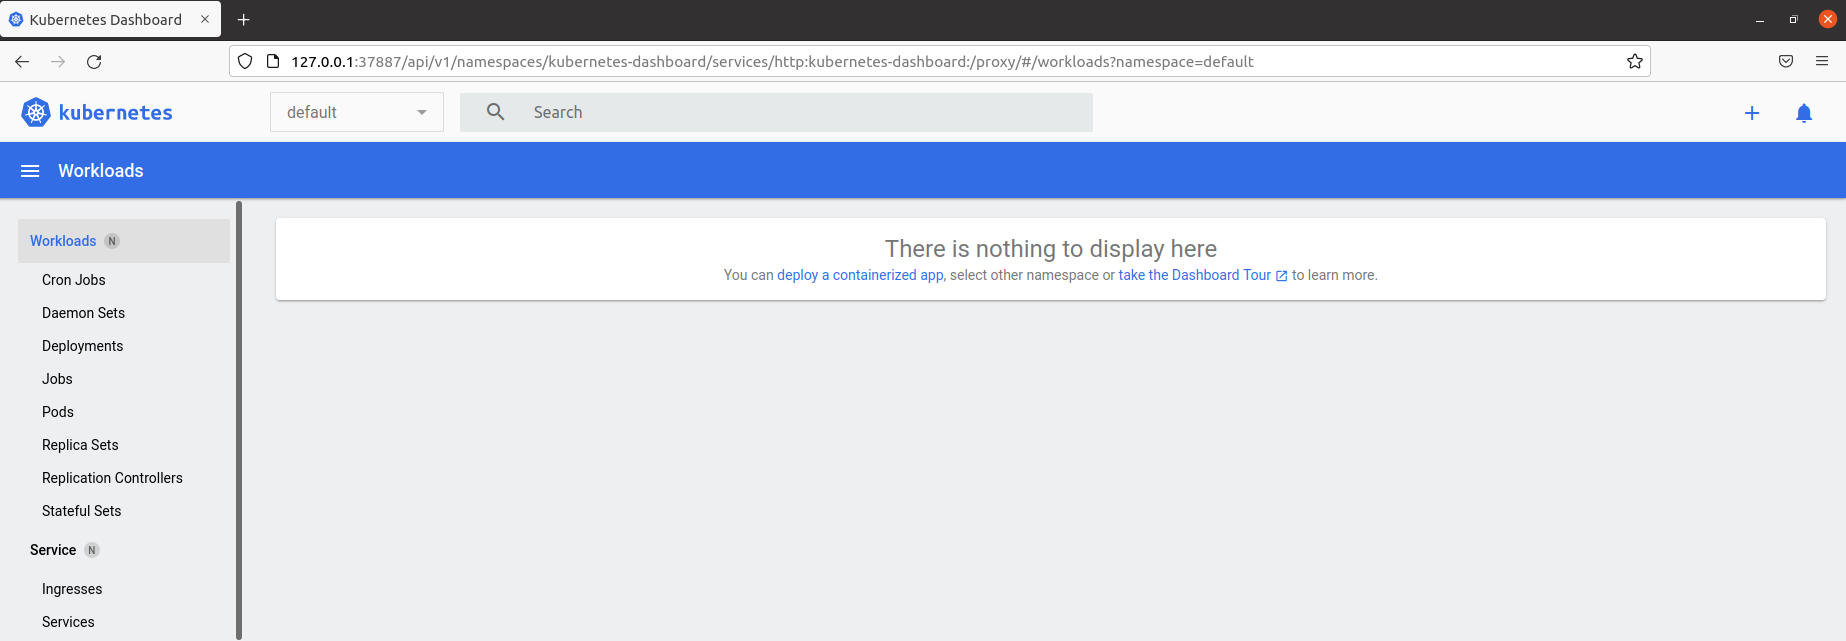 Kubernetes Dashboard
127.0.0.1:37887/api/v1/namespaces/kubernetes-dashboard/services/http:kubernetes-dashboard:/proxy/#/workloads?namespace=default
kubernetes
default
Search
Workloads
Workloads N
Cron Jobs
Daemon Sets
Deployments
Jobs
Pods
Replica Sets
Replication Controllers
Stateful Sets
Service N
Ingresses
Services
There is nothing to display here
You can deploy a containerized app, select other namespace or take the Dashboard Tour to learn more.